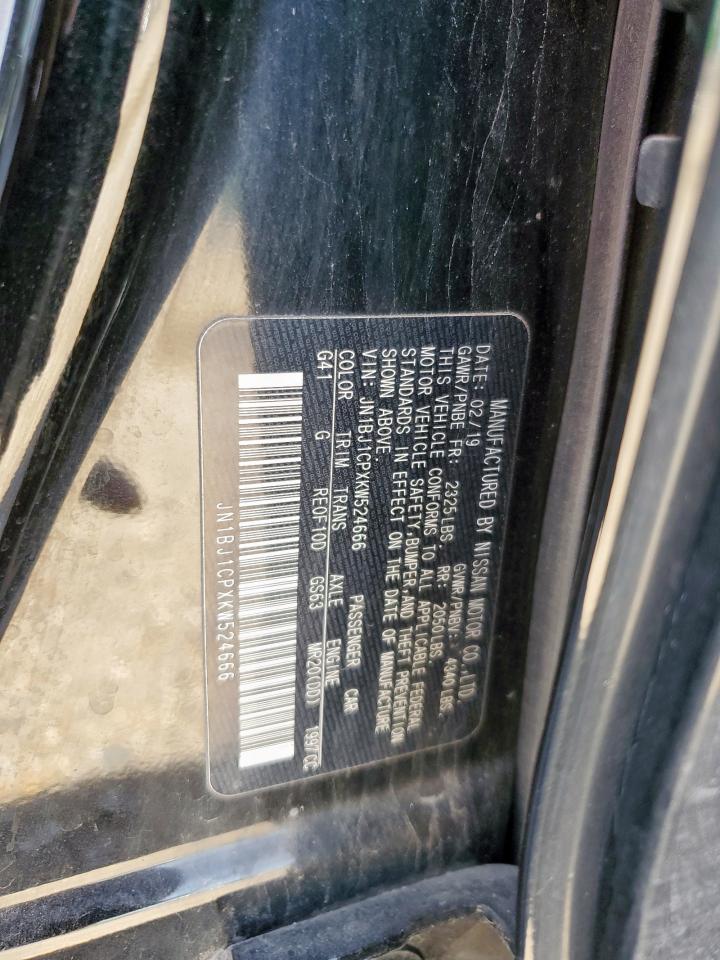 MANUFACTURED BY NISSAN MOTOR CO.,LTD.
DATE: 02/19 GVWR/PNBV: 4340 LBS.
GAWR/PNBE FR: 2325LBS. RR: 2050LBS.
THIS VEHICLE CONFORMS TO ALL APPLICABLE FEDERAL
MOTOR VEHICLE SAFETY,BUMPER,AND THEFT PREVENTION
STANDARDS IN EFFECT ON THE DATE OF MANUFACTURE
SHOWN ABOVE.
VIN: JN1BJ1CPXKW524666 PASSENGER CAR
COLOR TRIM TRANS AXLE ENGINE
G41 G RE0F10D GS63 MR20(DD) 1997CC
JN1BJ1CPXKW524666